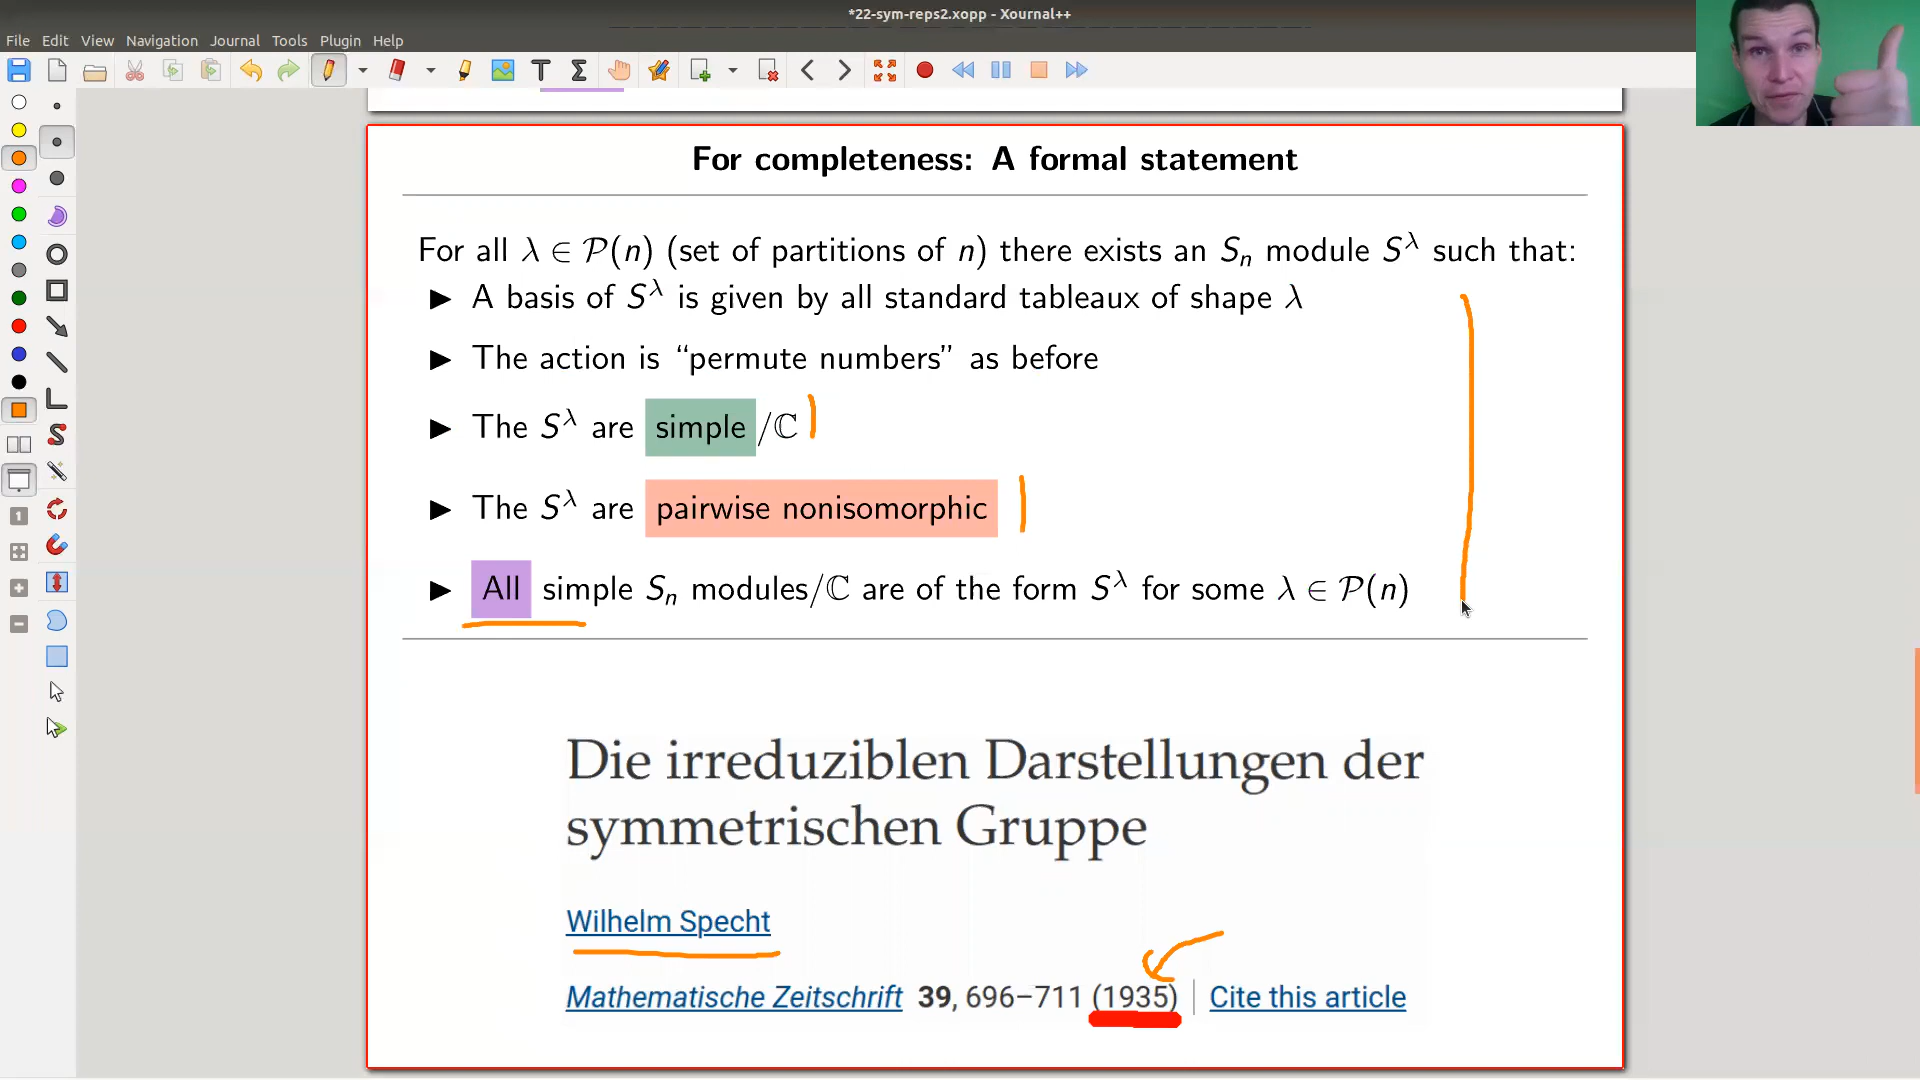 *22-sym-reps2.xopp - Xournal++
File Edit View Navigation Journal Tools Plugin Help
For completeness: A formal statement
For all λ ∈ 𝒫(n) (set of partitions of n) there exists an Sₙ module S^λ such that:
▶ A basis of S^λ is given by all standard tableaux of shape λ
▶ The action is “permute numbers” as before
▶ The S^λ are simple /ℂ
▶ The S^λ are pairwise nonisomorphic
▶ All simple Sₙ modules/ℂ are of the form S^λ for some λ ∈ 𝒫(n)
Die irreduziblen Darstellungen der
symmetrischen Gruppe
Wilhelm Specht
Mathematische Zeitschrift 39, 696–711 (1935) | Cite this article